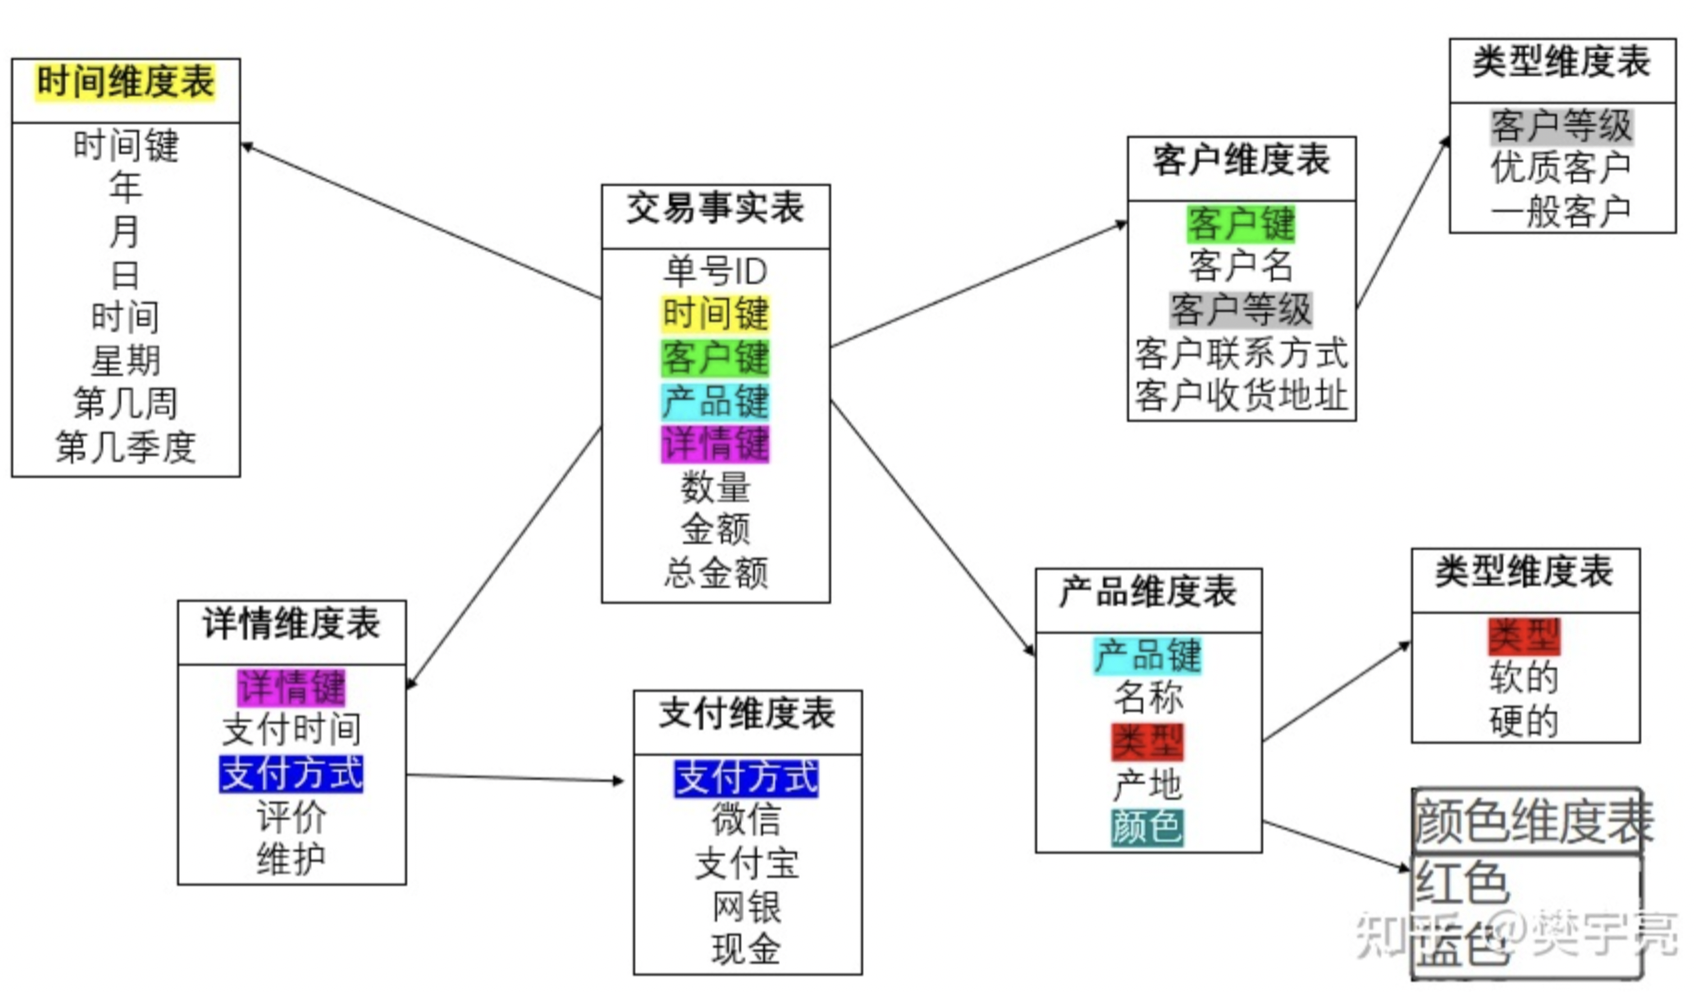 时间维度表
时间键
年
月
日
时间
星期
第几周
第几季度
交易事实表
单号ID
时间键
客户键
产品键
详情键
数量
金额
总金额
客户维度表
客户键
客户名
客户等级
客户联系方式
客户收货地址
类型维度表
客户等级
优质客户
一般客户
详情维度表
详情键
支付时间
支付方式
评价
维护
支付维度表
支付方式
微信
支付宝
网银
现金
产品维度表
产品键
名称
类型
产地
颜色
类型维度表
类型
软的
硬的
颜色维度表
红色
蓝色
知乎 @樊宇亮